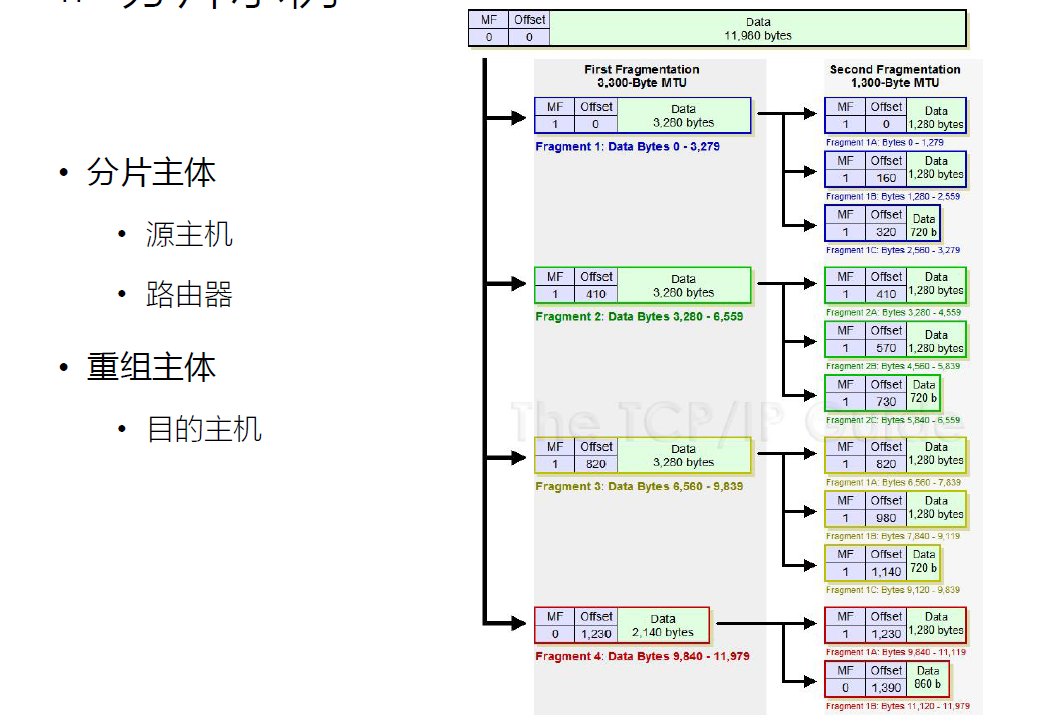 分片主体
源主机
路由器
重组主体
目的主机
MF Offset Data
0 0 11,980 bytes
First Fragmentation
3,300-Byte MTU
Second Fragmentation
1,300-Byte MTU
MF Offset Data
1 0 3,280 bytes
Fragment 1: Data Bytes 0 - 3,279
MF Offset Data
1 0 1,280 bytes
Fragment 1A: Bytes 0 - 1,279
MF Offset Data
1 160 1,280 bytes
Fragment 1B: Bytes 1,280 - 2,559
MF Offset Data
1 320 720 b
Fragment 1C: Bytes 2,560 - 3,279
MF Offset Data
1 410 3,280 bytes
Fragment 2: Data Bytes 3,280 - 6,559
MF Offset Data
1 410 1,280 bytes
Fragment 2A: Bytes 3,280 - 4,559
MF Offset Data
1 570 1,280 bytes
Fragment 2B: Bytes 4,560 - 5,839
MF Offset Data
1 730 720 b
Fragment 2C: Bytes 5,840 - 6,559
The TCP/IP Guide
MF Offset Data
1 820 3,280 bytes
Fragment 3: Data Bytes 6,560 - 9,839
MF Offset Data
1 820 1,280 bytes
Fragment 1A: Bytes 6,560 - 7,839
MF Offset Data
1 980 1,280 bytes
Fragment 1B: Bytes 7,840 - 9,119
MF Offset Data
1 1,140 720 b
Fragment 1C: Bytes 9,120 - 9,839
MF Offset Data
0 1,230 2,140 bytes
Fragment 4: Data Bytes 9,840 - 11,979
MF Offset Data
1 1,230 1,280 bytes
Fragment 1A: Bytes 9,840 - 11,119
MF Offset Data
0 1,390 860 b
Fragment 1B: Bytes 11,120 - 11,979